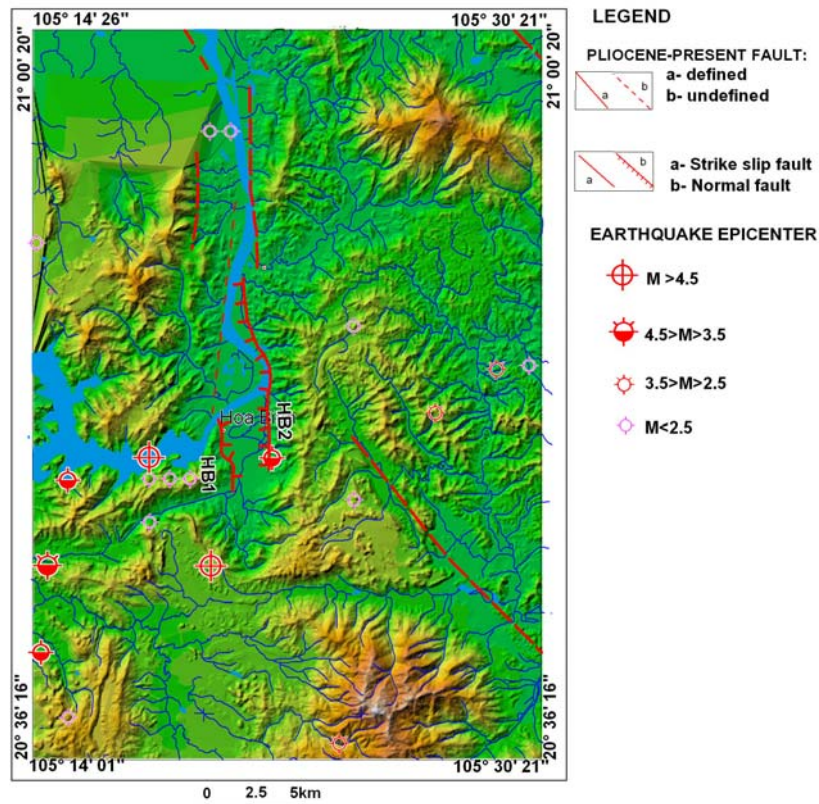 105° 14' 26"
105° 30' 21"
21° 00' 20"
21° 00' 20"
Hoa
HB2
HB1
20° 36' 16"
20° 36' 16"
105° 14' 01"
105° 30' 21"
0 2.5 5km
LEGEND
PLIOCENE-PRESENT FAULT:
a b
a- defined
b- undefined
a b
a- Strike slip fault
b- Normal fault
EARTHQUAKE EPICENTER
M >4.5
4.5>M>3.5
3.5>M>2.5
M<2.5